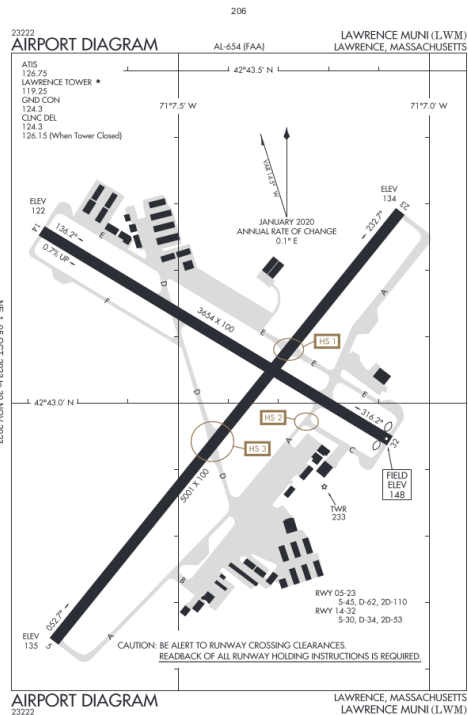 206
23222
AIRPORT DIAGRAM
AL-654 (FAA)
LAWRENCE MUNI (LWM)
LAWRENCE, MASSACHUSETTS
ATIS
126.75
LAWRENCE TOWER ★
119.25
GND CON
124.3
CLNC DEL
124.3
126.15 (When Tower Closed)
42°43.5' N
71°7.5' W
71°7.0' W
VAR 14.5° W
JANUARY 2020
ANNUAL RATE OF CHANGE
0.1° E
ELEV
122
14
136.2°
0.7% UP
ELEV
134
23
232.7°
E
D
A
F
3654 X 100
E
HS 1
E
E
42°43.0' N
D
316.2°
32
HS 2
A
C
HS 3
D
FIELD
ELEV
148
5001 X 100
TWR
233
B
RWY 05-23
S-45, D-62, 2D-110
RWY 14-32
S-30, D-34, 2D-53
052.7°
ELEV
135
5
A
CAUTION: BE ALERT TO RUNWAY CROSSING CLEARANCES.
READBACK OF ALL RUNWAY HOLDING INSTRUCTIONS IS REQUIRED.
AIRPORT DIAGRAM
23222
LAWRENCE, MASSACHUSETTS
LAWRENCE MUNI (LWM)